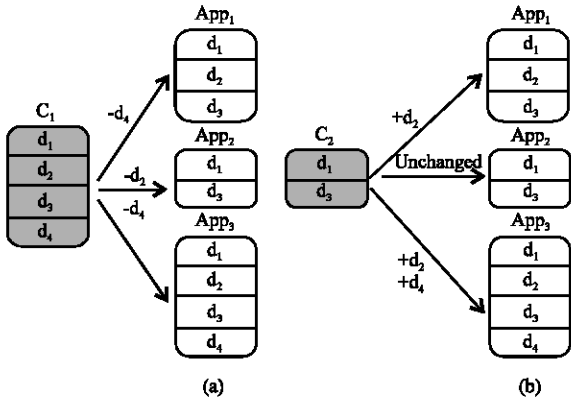 App₁
d₁
d₂
d₃
C₁
d₁
d₂
d₃
d₄
-d₄
-d₂
-d₄
App₂
d₁
d₃
App₃
d₁
d₂
d₃
d₄
(a)
App₁
d₁
d₂
d₃
C₂
d₁
d₃
+d₂
Unchanged
+d₂
+d₄
App₂
d₁
d₃
App₃
d₁
d₂
d₃
d₄
(b)